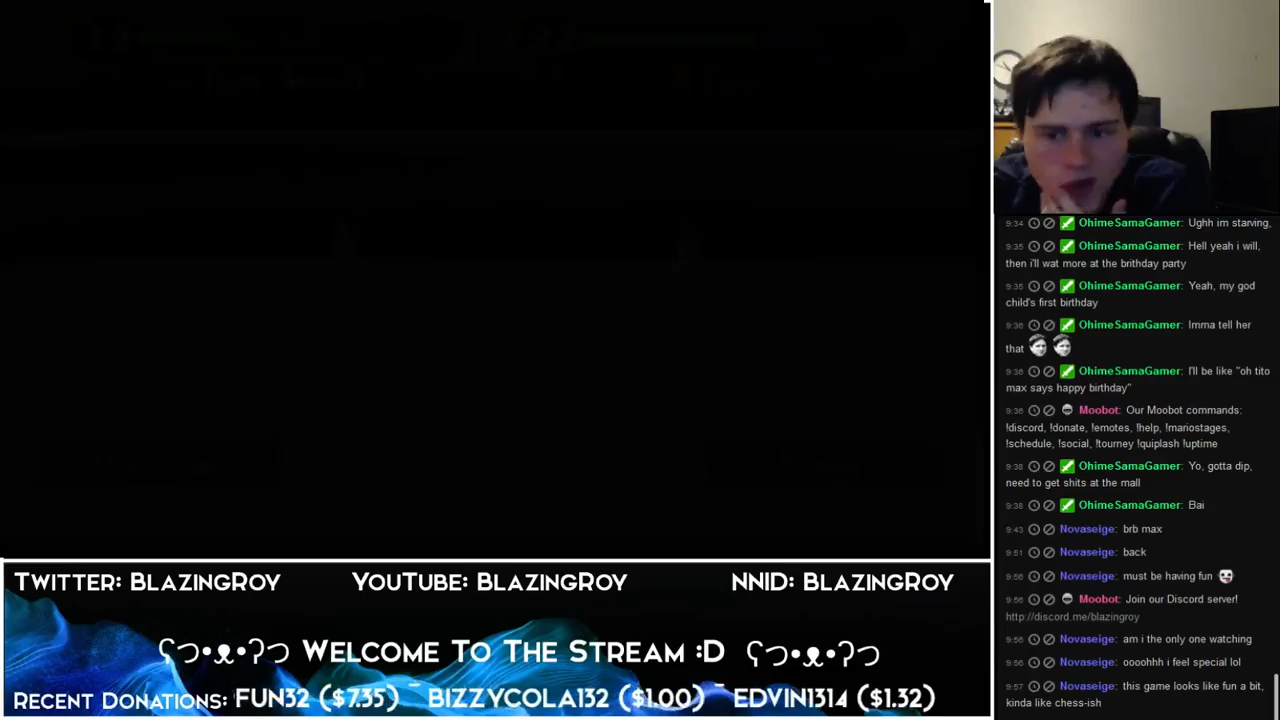 9:34 OhimeSamaGamer: Ughh im starving,
9:35 OhimeSamaGamer: Hell yeah i will,
then i'll wat more at the brithday party
9:36 OhimeSamaGamer: Yeah, my god
child's first birthday
9:36 OhimeSamaGamer: Imma tell her
that
9:36 OhimeSamaGamer: I'll be like "oh tito
max says happy birthday"
9:36 Moobot: Our Moobot commands:
!discord, !donate, !emotes, !help, !mariostages,
!schedule, !social, !tourney !quiplash !uptime
9:38 OhimeSamaGamer: Yo, gotta dip,
need to get shits at the mall
9:38 OhimeSamaGamer: Bai
9:43 Novaseige: brb max
9:51 Novaseige: back
9:56 Novaseige: must be having fun
9:56 Moobot: Join our Discord server!
http://discord.me/blazingroy
9:56 Novaseige: am i the only one watching
9:56 Novaseige: oooohhh i feel special lol
9:57 Novaseige: this game looks like fun a bit,
kinda like chess-ish
Twitter: BlazingRoy YouTube: BlazingRoy NNID: BlazingRoy
ʕつ•ᴥ•ʔつ Welcome To The Stream :D ʕつ•ᴥ•ʔつ
Recent Donations: Fun32 ($7.35) ~ Bizzycola132 ($1.00) ~ Edvin1314 ($1.32)